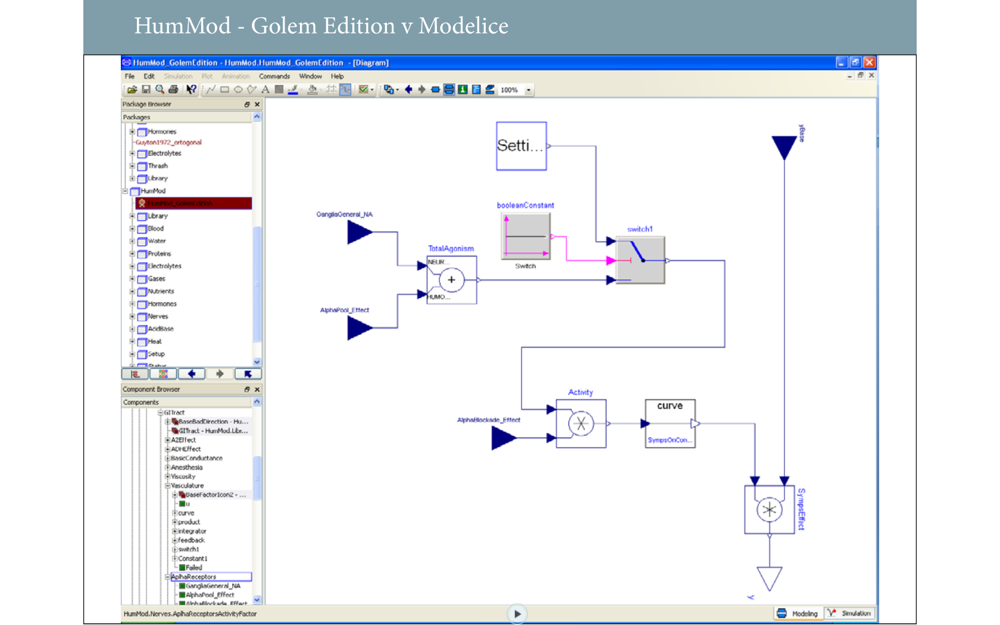 HumMod - Golem Edition v Modelice
HumMod_GolemEdition - HumMod.HumMod_GolemEdition - [Diagram]
File Edit Simulation Plot Animation Commands Window Help
100%
Package Browser
Packages
Hormones
Guyton1972_ortogonal
Electrolytes
Thrash
Library
HumMod
HumMod_GolemEdition
Library
Blood
Water
Proteins
Electrolytes
Gases
Nutrients
Hormones
Nerves
AcidBase
Heat
Setup
Status
Component Browser
Components
GITract
BaseBadDirection - Hu...
GITract - HumMod.Libr...
A2Effect
ADHEffect
BasicConductance
Anesthesia
Viscosity
Vasculature
BaseFactorIcon2 - ...
u
curve
product
integrator
feedback
switch1
Constant1
Failed
AplhaReceptors
GangliaGeneral_NA
AlphaPool_Effect
AlphaBlockade_Effect
HumMod.Nerves.AplhaReceptorsActivityFactor
Setti...
yBase
booleanConstant
Switch
switch1
GangliaGeneral_NA
TotalAgonism
NEUR...
+
HUMO...
AlphaPool_Effect
Activity
AlphaBlockade_Effect
curve
SympsOnCon...
SympsEffect
y
Modeling
Simulation